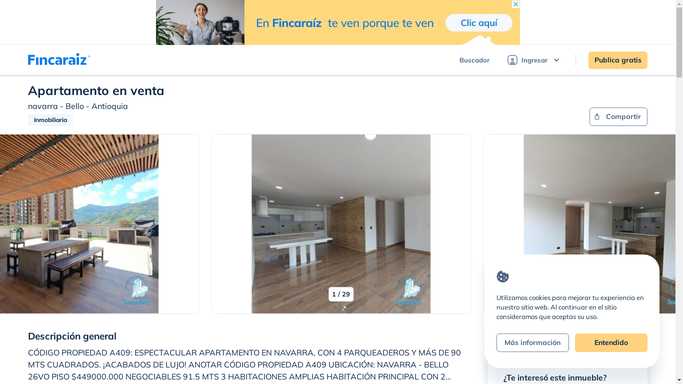 En Fincaraíz te ven porque te ven
Clic aquí
Fincaraiz
Buscador
Ingresar
Publica gratis
Apartamento en venta
navarra - Bello - Antioquia
Inmobiliaria
Compartir
1 / 29
Utilizamos cookies para mejorar tu experiencia en
nuestro sitio web. Al continuar en el sitio
consideramos que aceptas su uso.
Más información
Entendido
Descripción general
CÓDIGO PROPIEDAD A409: ESPECTACULAR APARTAMENTO EN NAVARRA, CON 4 PARQUEADEROS Y MÁS DE 90
MTS CUADRADOS. ¡ACABADOS DE LUJO! ANOTAR CÓDIGO PROPIEDAD A409 UBICACIÓN: NAVARRA - BELLO
26VO PISO $449000.000 NEGOCIABLES 91.5 MTS 3 HABITACIONES AMPLIAS HABITACIÓN PRINCIPAL CON 2...
¿Te interesó este inmueble?